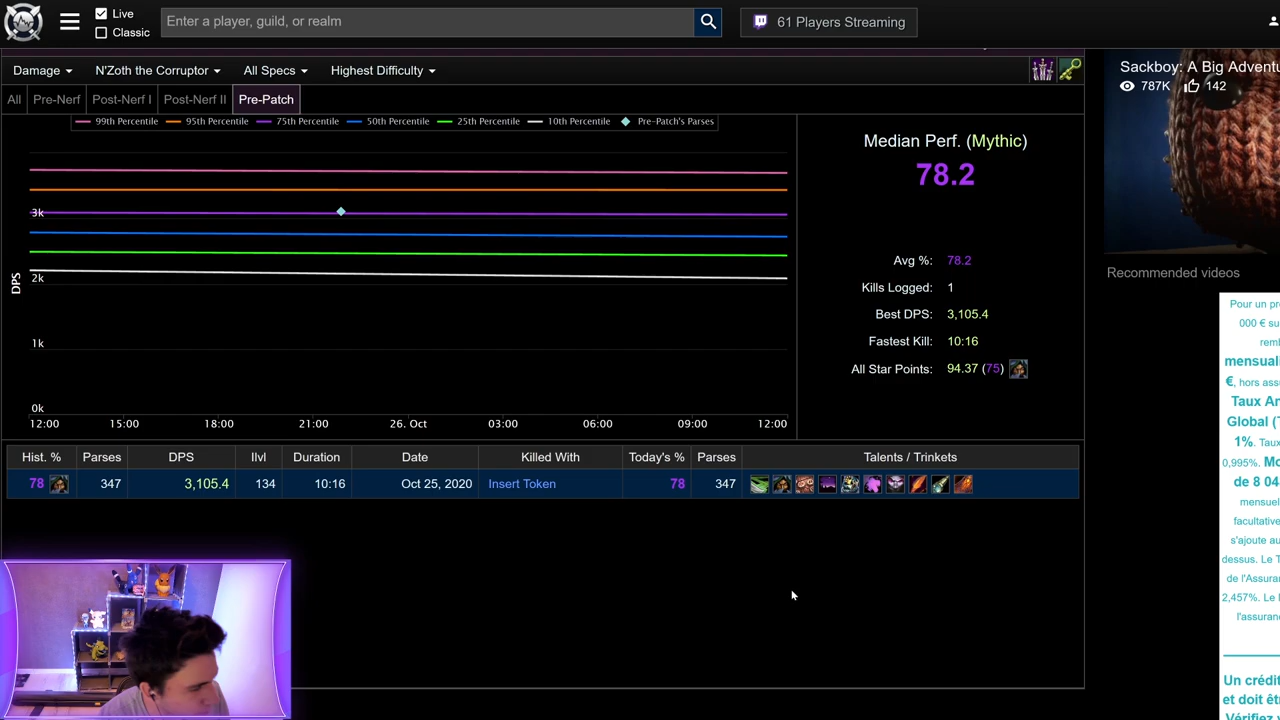 Live
Classic
Enter a player, guild, or realm
61 Players Streaming
Damage
N'Zoth the Corruptor
All Specs
Highest Difficulty
All
Pre-Nerf
Post-Nerf I
Post-Nerf II
Pre-Patch
99th Percentile
95th Percentile
75th Percentile
50th Percentile
25th Percentile
10th Percentile
Pre-Patch's Parses
DPS
3k
2k
1k
0k
12:00
15:00
18:00
21:00
26. Oct
03:00
06:00
09:00
12:00
Median Perf. (Mythic)
78.2
Avg %: 78.2
Kills Logged: 1
Best DPS: 3,105.4
Fastest Kill: 10:16
All Star Points: 94.37 (75)
Hist. % Parses DPS Ilvl Duration Date Killed With Today's % Parses Talents / Trinkets
78 347 3,105.4 134 10:16 Oct 25, 2020 Insert Token 78 347
Sackboy: A Big Adventu
787K 142
Recommended videos
Pour un pr
000 € su
remb
mensuali
€, hors ass
Taux An
Global (T
1%. Taux
0,995%. Mo
de 8 04
mensuel
facultative
s'ajoute au
dessus. Le T
de l'Assura
2,457%. Le
l'assuranc
Un crédit
et doit êtr
Vérifiez v